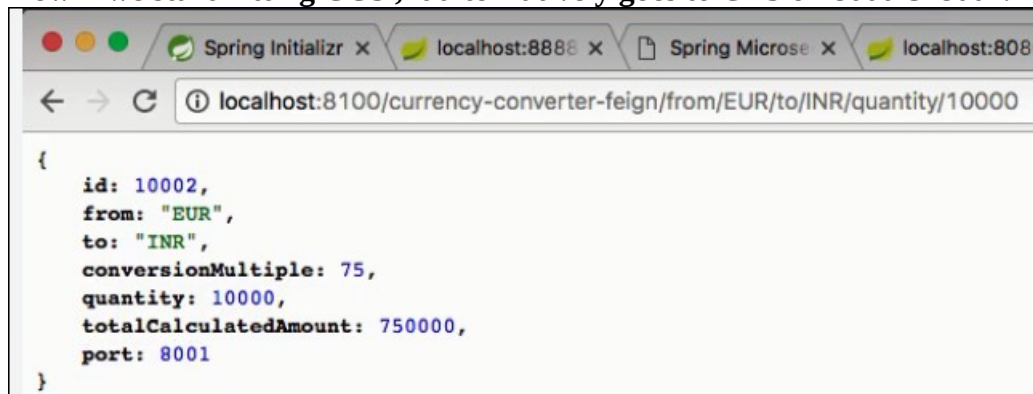 Spring Initializr × localhost:8888 × Spring Microse × localhost:808
localhost:8100/currency-converter-feign/from/EUR/to/INR/quantity/10000
{
id: 10002,
from: "EUR",
to: "INR",
conversionMultiple: 75,
quantity: 10000,
totalCalculatedAmount: 750000,
port: 8001
}